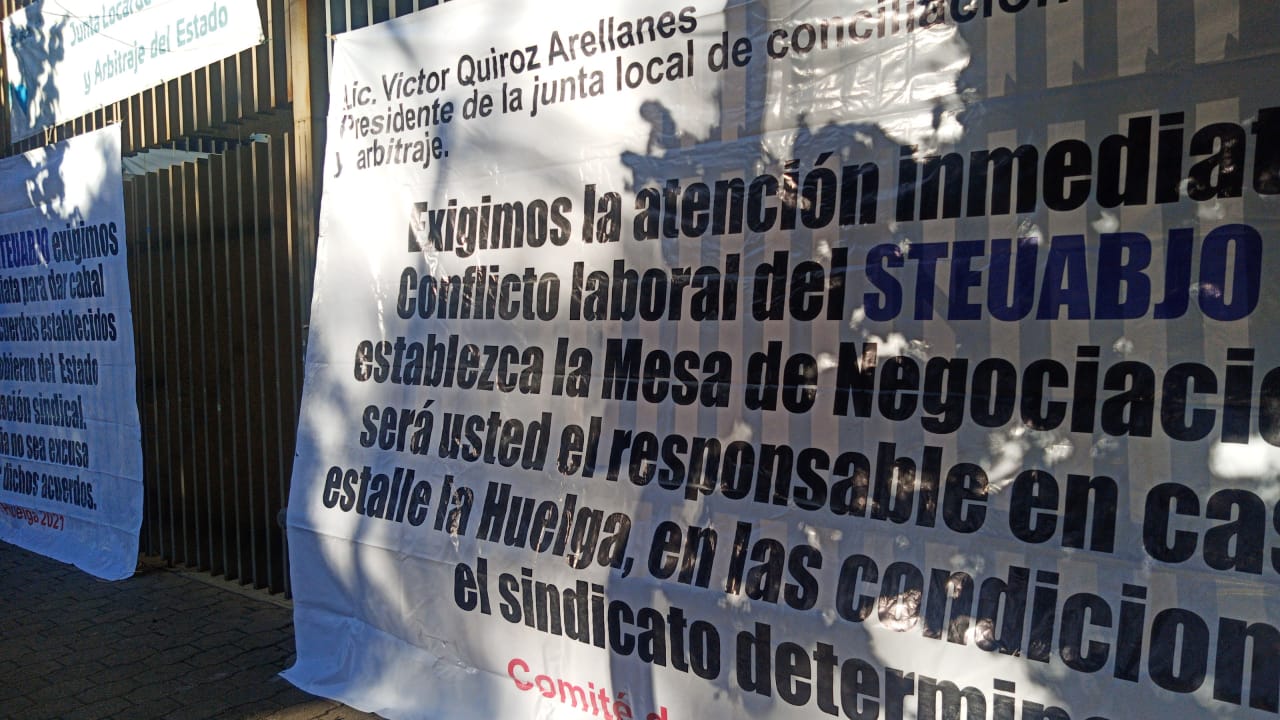 Junta Local de
y Arbitraje del Estado
STEUABJO exigimos
para dar cabal
establecidos
del Estado
sindical.
no sea excusa
dichos acuerdos.
Huelga 2021
Lic. Víctor Quiroz Arellanes
Presidente de la junta local de conciliación
y arbitraje.
Exigimos la atención inmediat
Conflicto laboral del STEUABJO
establezca la Mesa de Negociacio
será usted el responsable en cas
estalle la Huelga, en las condicion
el sindicato determin
Comité d